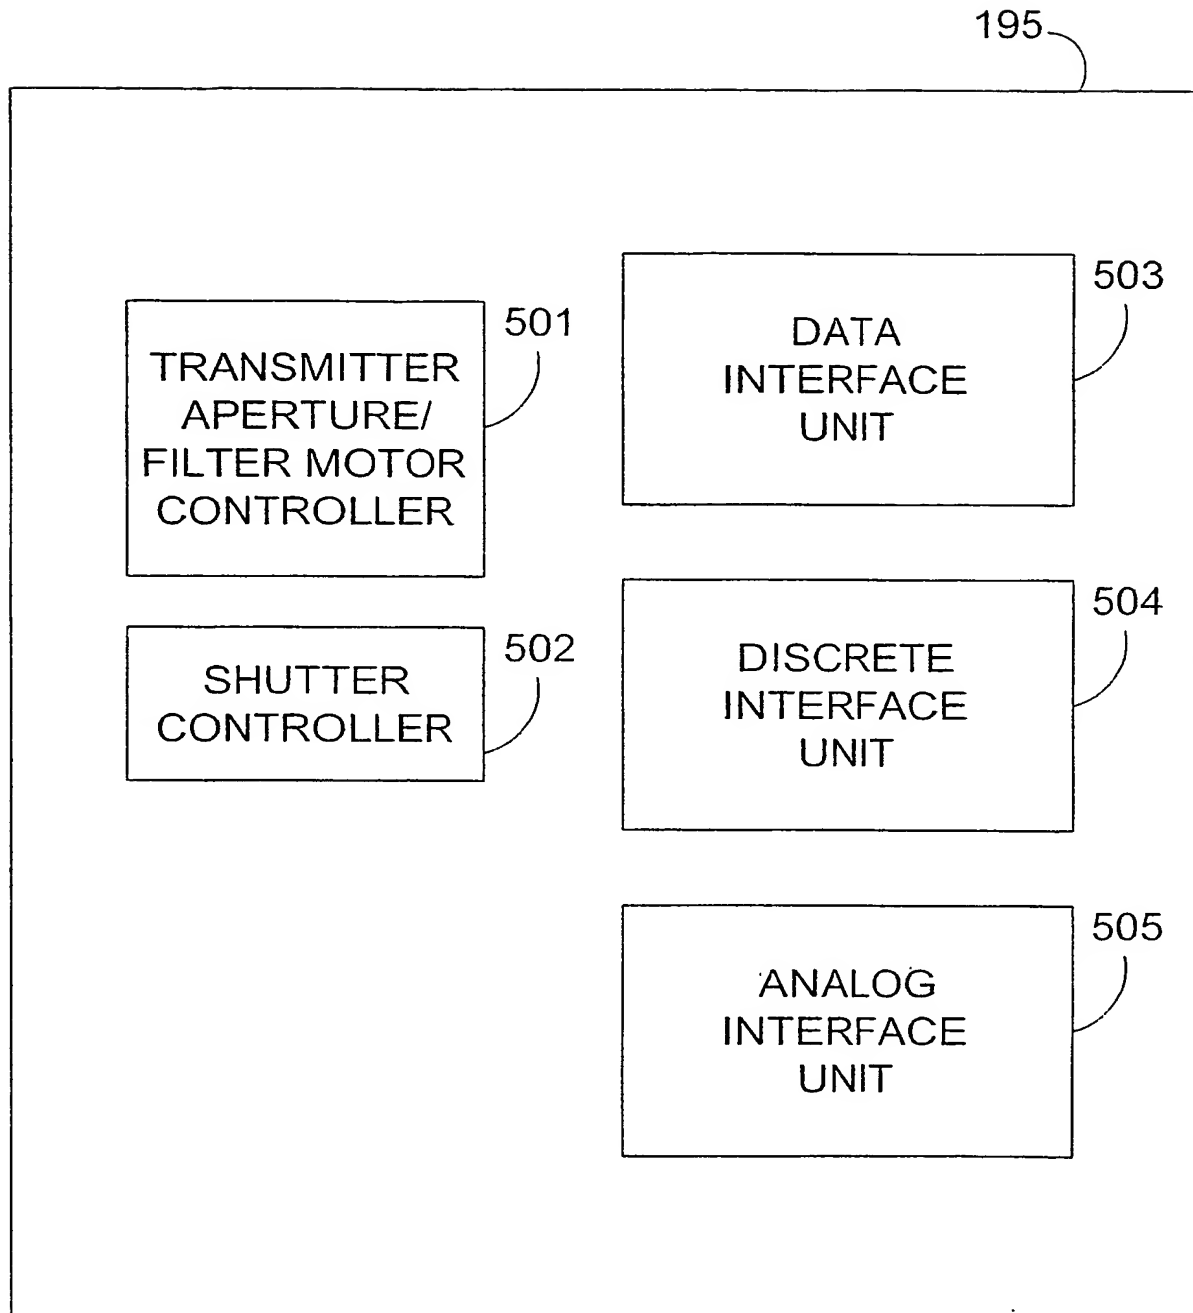 195
501
TRANSMITTER
APERTURE/
FILTER MOTOR
CONTROLLER
502
SHUTTER
CONTROLLER
503
DATA
INTERFACE
UNIT
504
DISCRETE
INTERFACE
UNIT
505
ANALOG
INTERFACE
UNIT